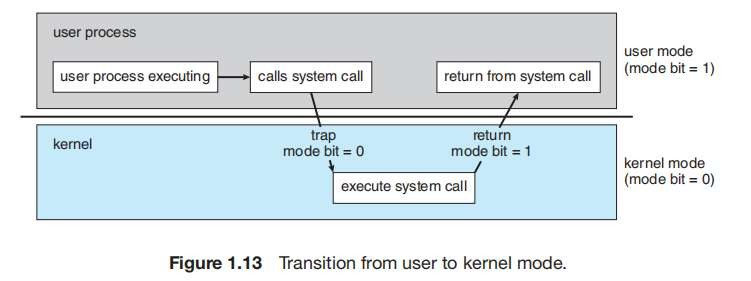 user process
user process executing
calls system call
return from system call
user mode
(mode bit = 1)
kernel
trap
mode bit = 0
return
mode bit = 1
execute system call
kernel mode
(mode bit = 0)
Figure 1.13 Transition from user to kernel mode.